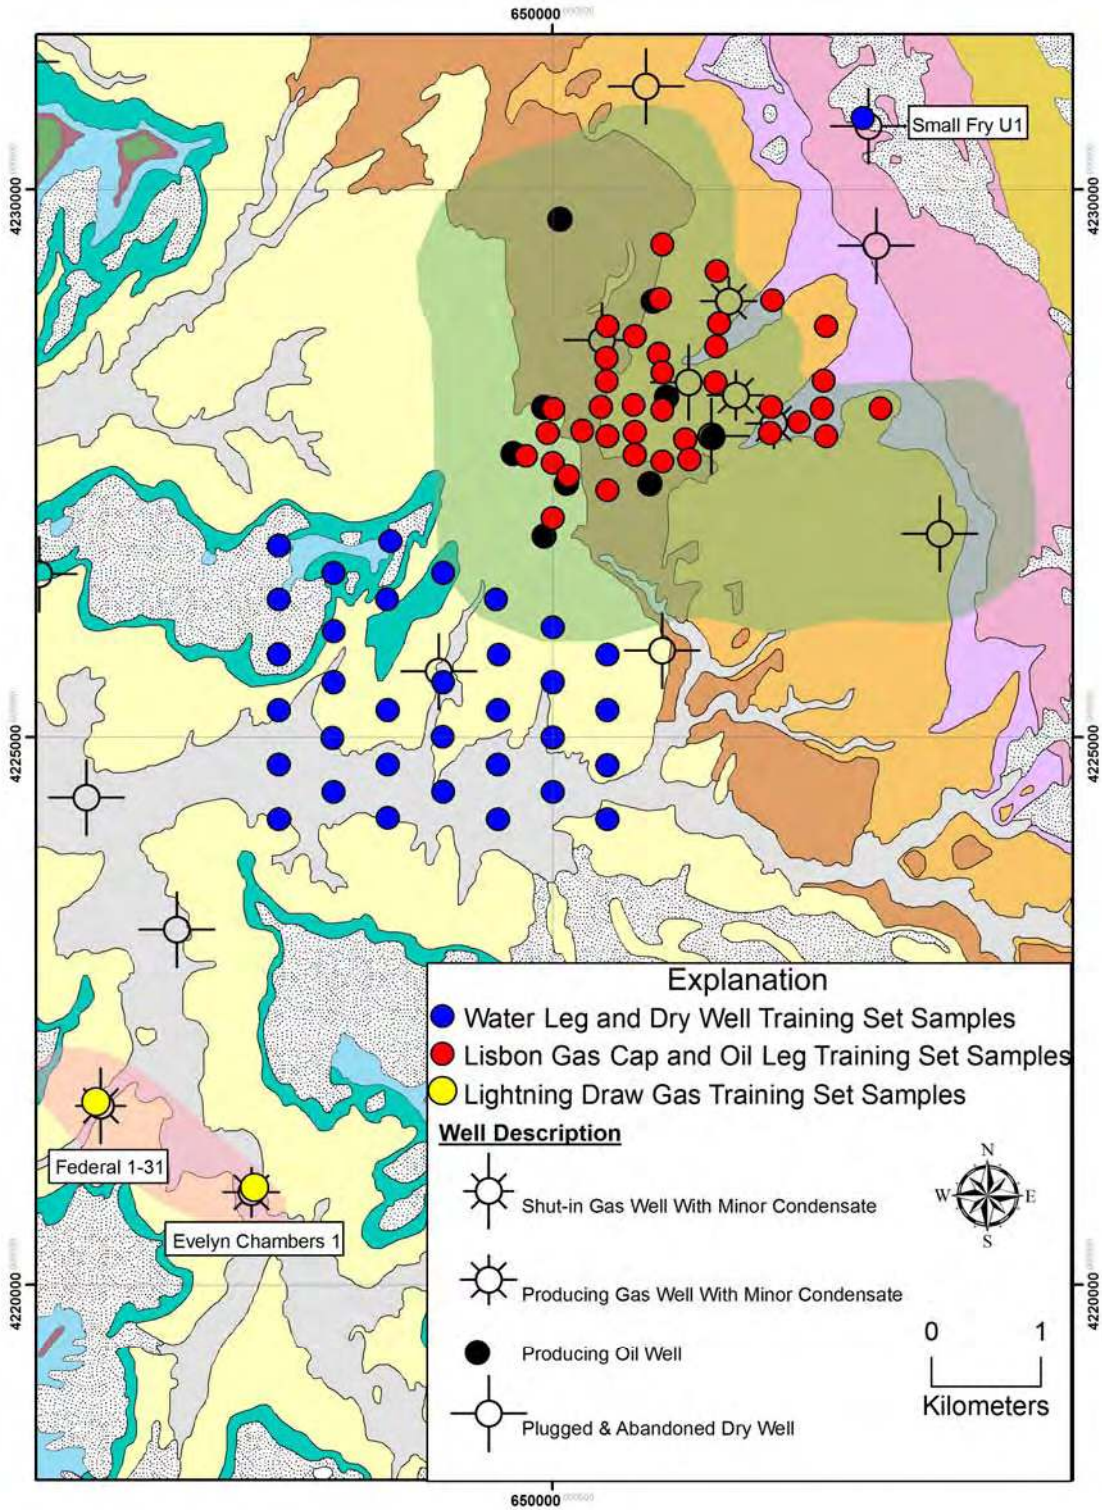 650000
Small Fry U1
4230000
4230000
4225000
4225000
Explanation
Water Leg and Dry Well Training Set Samples
Lisbon Gas Cap and Oil Leg Training Set Samples
Lightning Draw Gas Training Set Samples
Well Description
Federal 1-31
Evelyn Chambers 1
Shut-in Gas Well With Minor Condensate
N
W
E
S
Producing Gas Well With Minor Condensate
4220000
4220000
Producing Oil Well
0 1
Kilometers
Plugged & Abandoned Dry Well
650000